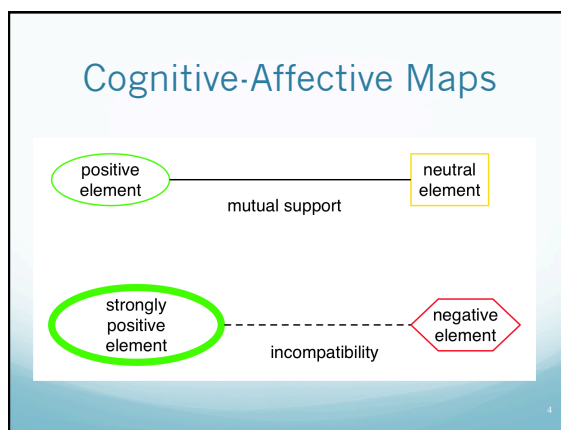 Cognitive-Affective Maps
positive
element
neutral
element
mutual support
strongly
positive
element
negative
element
incompatibility
4